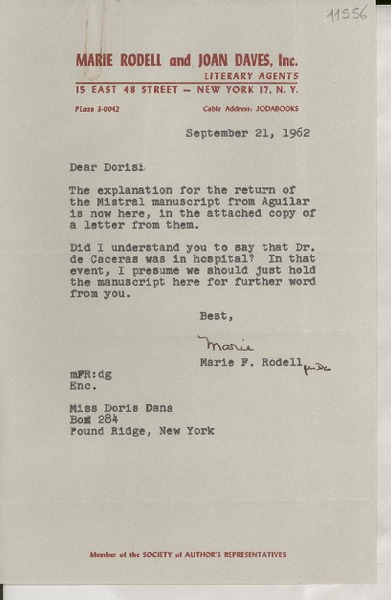 11556
MARIE RODELL and JOAN DAVES, Inc.
LITERARY AGENTS
15 EAST 48 STREET — NEW YORK 17, N. Y.
Plaza 3-0042 Cable Address: JODABOOKS
September 21, 1962
Dear Doris:
The explanation for the return of
the Mistral manuscript from Aguilar
is now here, in the attached copy of
a letter from them.
Did I understand you to say that Dr.
de Caceras was in hospital? In that
event, I presume we should just hold
the manuscript here for further word
from you.
Best,
Marie
Marie F. Rodell
mFR:dg
Enc.
Miss Doris Dana
Box 284
Pound Ridge, New York
Member of the SOCIETY of AUTHOR'S REPRESENTATIVES